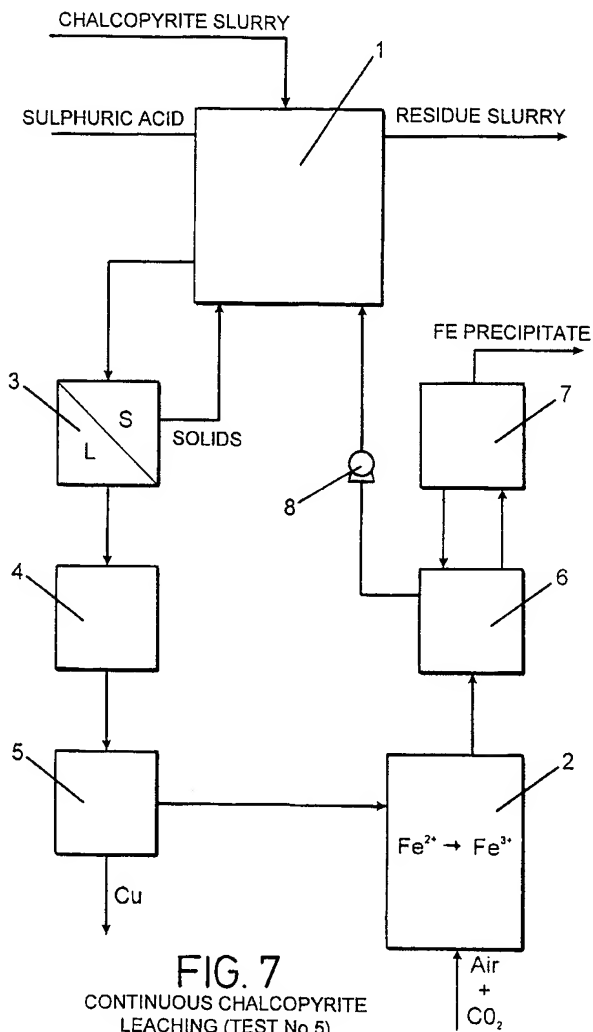 CHALCOPYRITE SLURRY
1
SULPHURIC ACID
RESIDUE SLURRY
FE PRECIPITATE
3
S
L
SOLIDS
7
8
4
6
5
2
Fe²⁺ → Fe³⁺
Cu
Air
+
CO₂
FIG. 7
CONTINUOUS CHALCOPYRITE
LEACHING (TEST No.5)